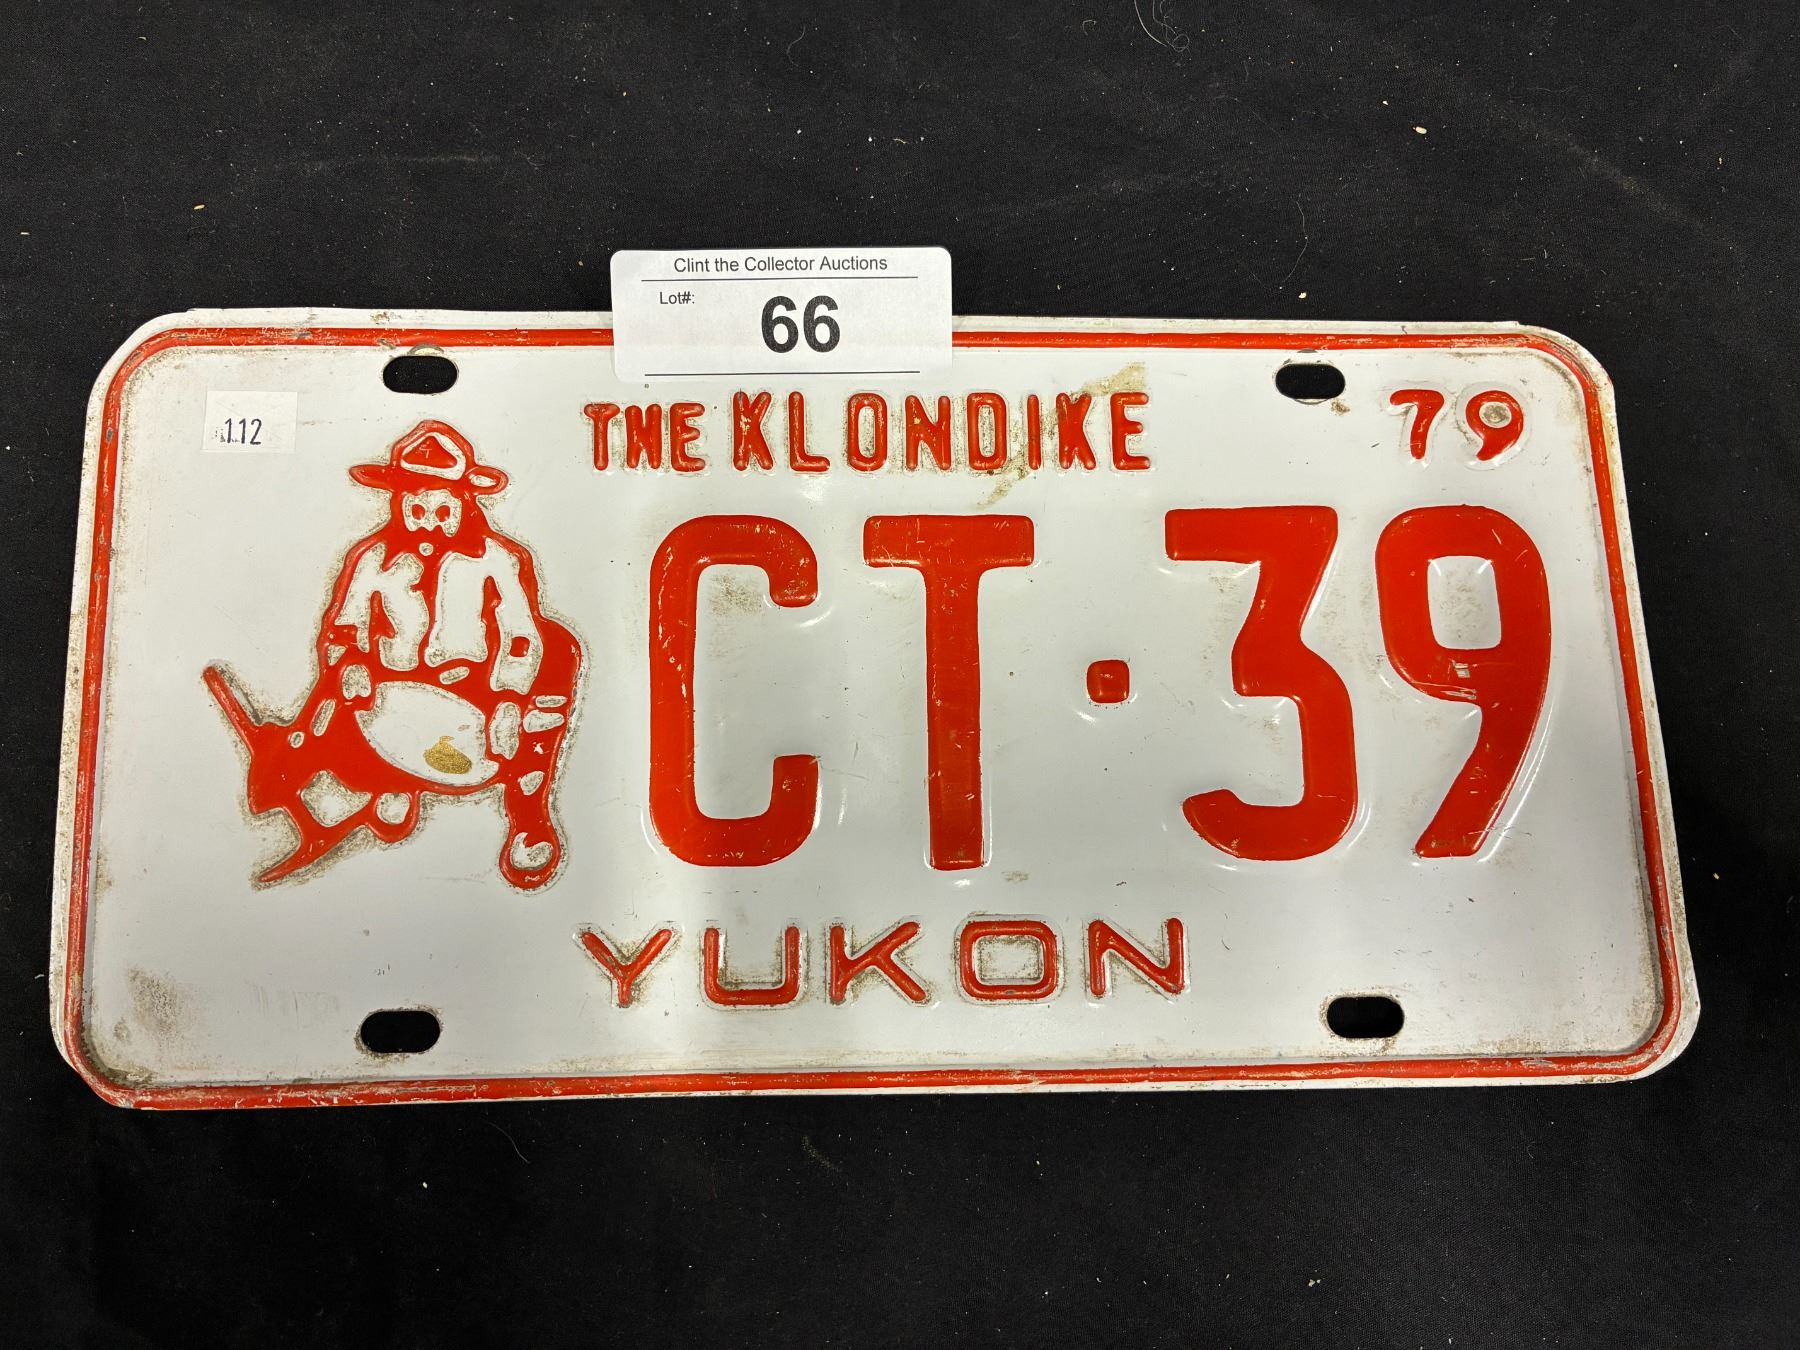 Clint the Collector Auctions
Lot#:
66
112
THE KLONDIKE
79
CT·39
YUKON